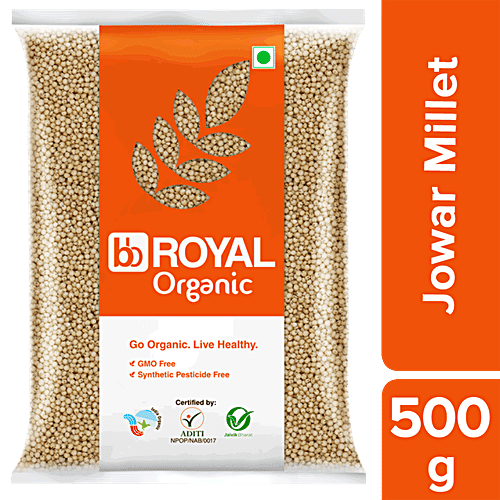 bb ROYAL
Organic
Go Organic. Live Healthy.
GMO Free
Synthetic Pesticide Free
Certified by:
ADITI
NPOP/NAB/0017
Jaivik Bharat
Jowar Millet
500
g